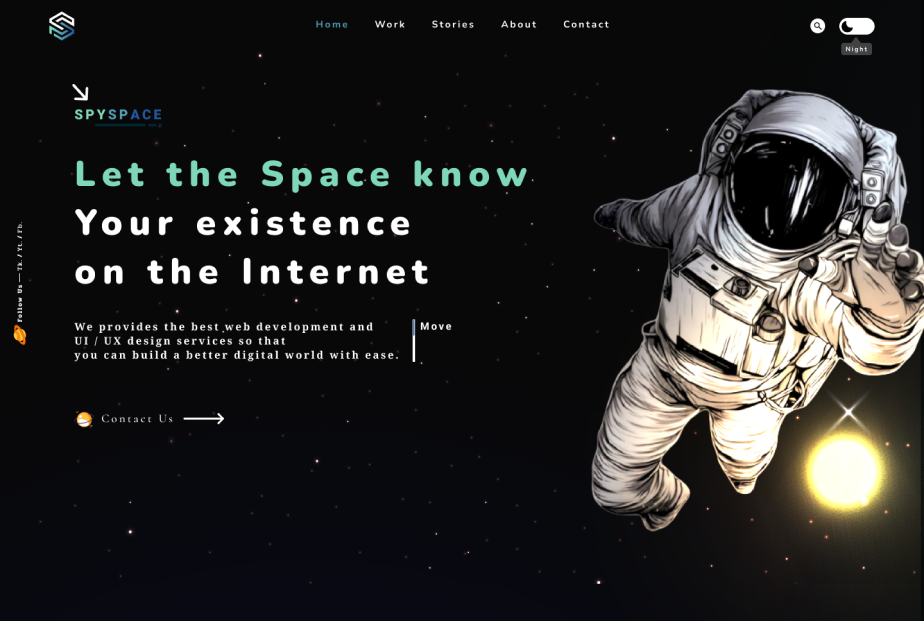 Home Work Stories About Contact
Night
SPYSPACE
Let the Space know
Your existence
on the Internet
We provides the best web development and
UI / UX design services so that
you can build a better digital world with ease.
Move
Contact Us
Follow Us — Tk. / Yt. / Fb.